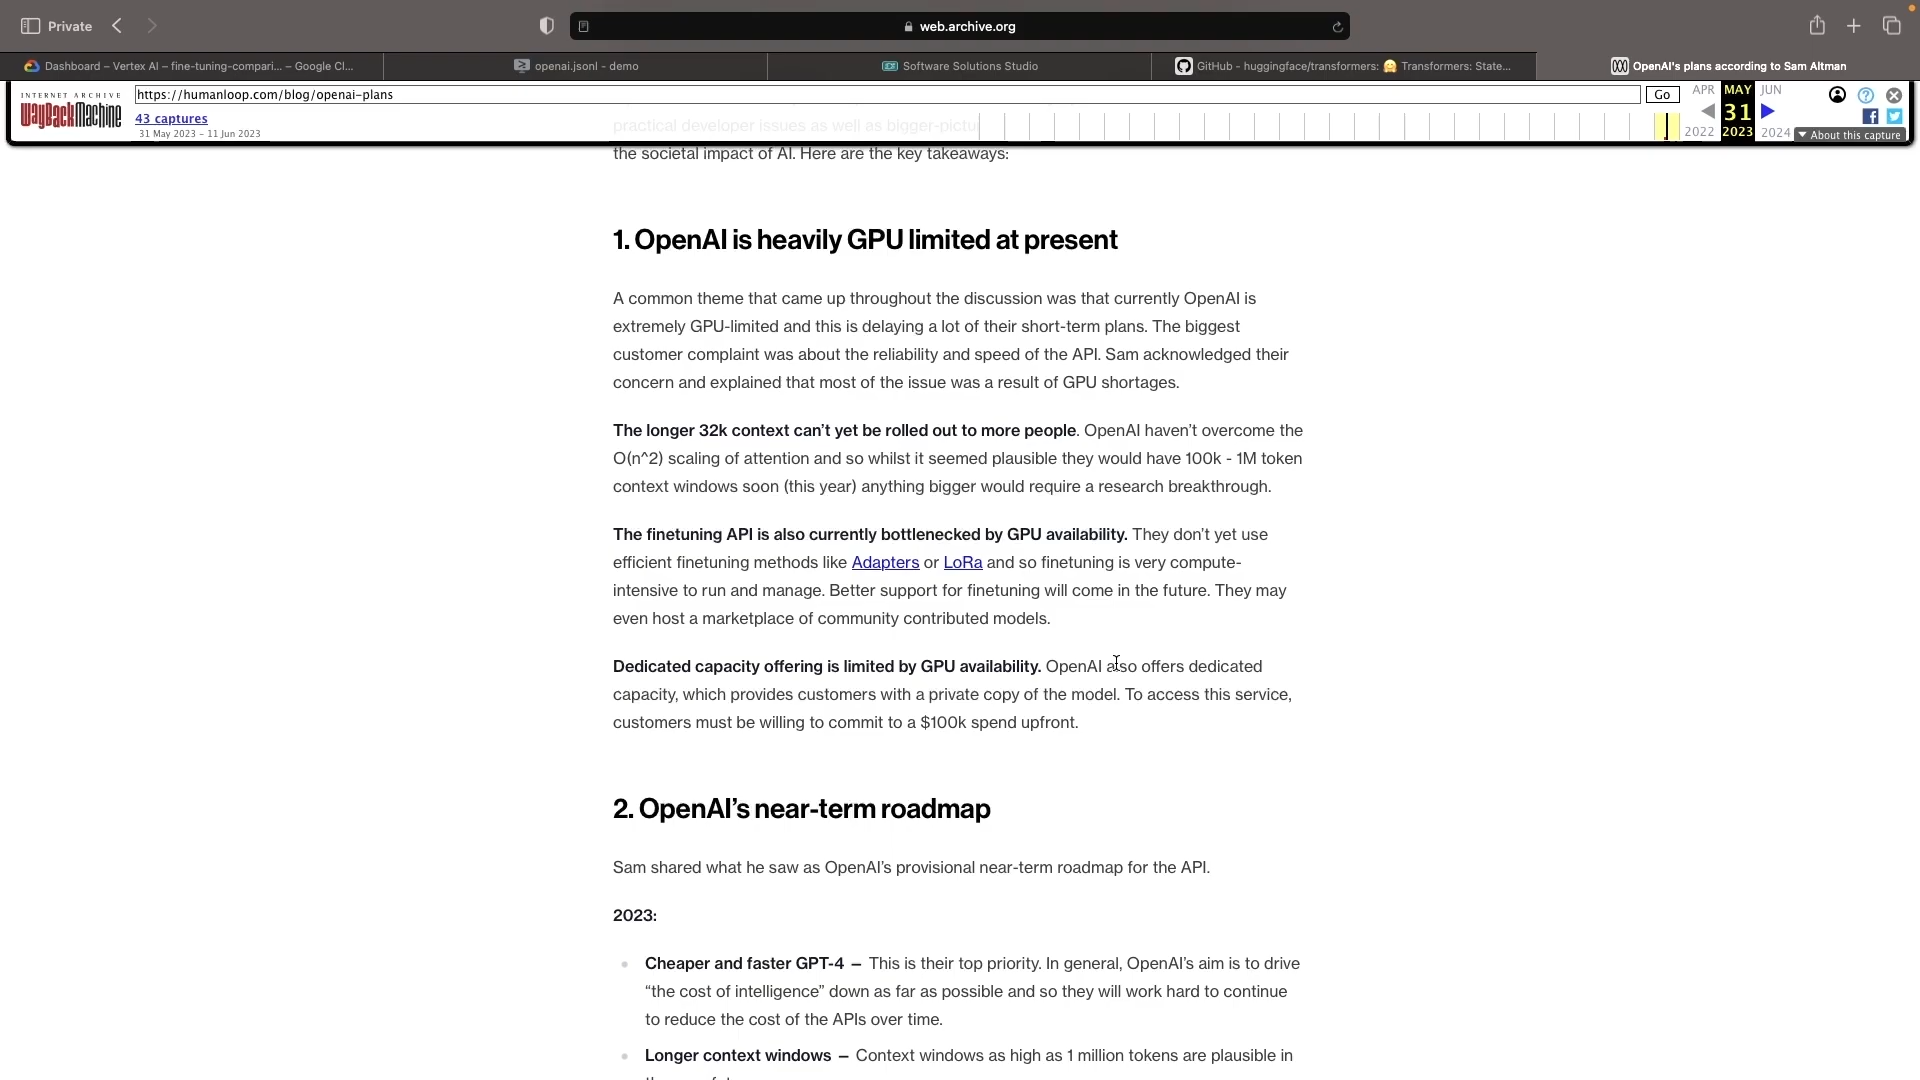 Private
web.archive.org
Dashboard – Vertex AI – fine-tuning-compari... – Google Cl...
openai.jsonl - demo
Software Solutions Studio
GitHub - huggingface/transformers: 🤗 Transformers: State...
OpenAI's plans according to Sam Altman
INTERNET ARCHIVE
WayBackMachine
https://humanloop.com/blog/openai-plans
Go
43 captures
31 May 2023 – 11 Jun 2023
APR MAY JUN
31
2022 2023 2024
About this capture
practical developer issues as well as bigger-pictu
the societal impact of AI. Here are the key takeaways:
1. OpenAI is heavily GPU limited at present
A common theme that came up throughout the discussion was that currently OpenAI is
extremely GPU-limited and this is delaying a lot of their short-term plans. The biggest
customer complaint was about the reliability and speed of the API. Sam acknowledged their
concern and explained that most of the issue was a result of GPU shortages.
The longer 32k context can’t yet be rolled out to more people. OpenAI haven’t overcome the
O(n^2) scaling of attention and so whilst it seemed plausible they would have 100k - 1M token
context windows soon (this year) anything bigger would require a research breakthrough.
The finetuning API is also currently bottlenecked by GPU availability. They don’t yet use
efficient finetuning methods like Adapters or LoRa and so finetuning is very compute-
intensive to run and manage. Better support for finetuning will come in the future. They may
even host a marketplace of community contributed models.
Dedicated capacity offering is limited by GPU availability. OpenAI also offers dedicated
capacity, which provides customers with a private copy of the model. To access this service,
customers must be willing to commit to a $100k spend upfront.
2. OpenAI’s near-term roadmap
Sam shared what he saw as OpenAI’s provisional near-term roadmap for the API.
2023:
Cheaper and faster GPT-4 — This is their top priority. In general, OpenAI’s aim is to drive
“the cost of intelligence” down as far as possible and so they will work hard to continue
to reduce the cost of the APIs over time.
Longer context windows — Context windows as high as 1 million tokens are plausible in